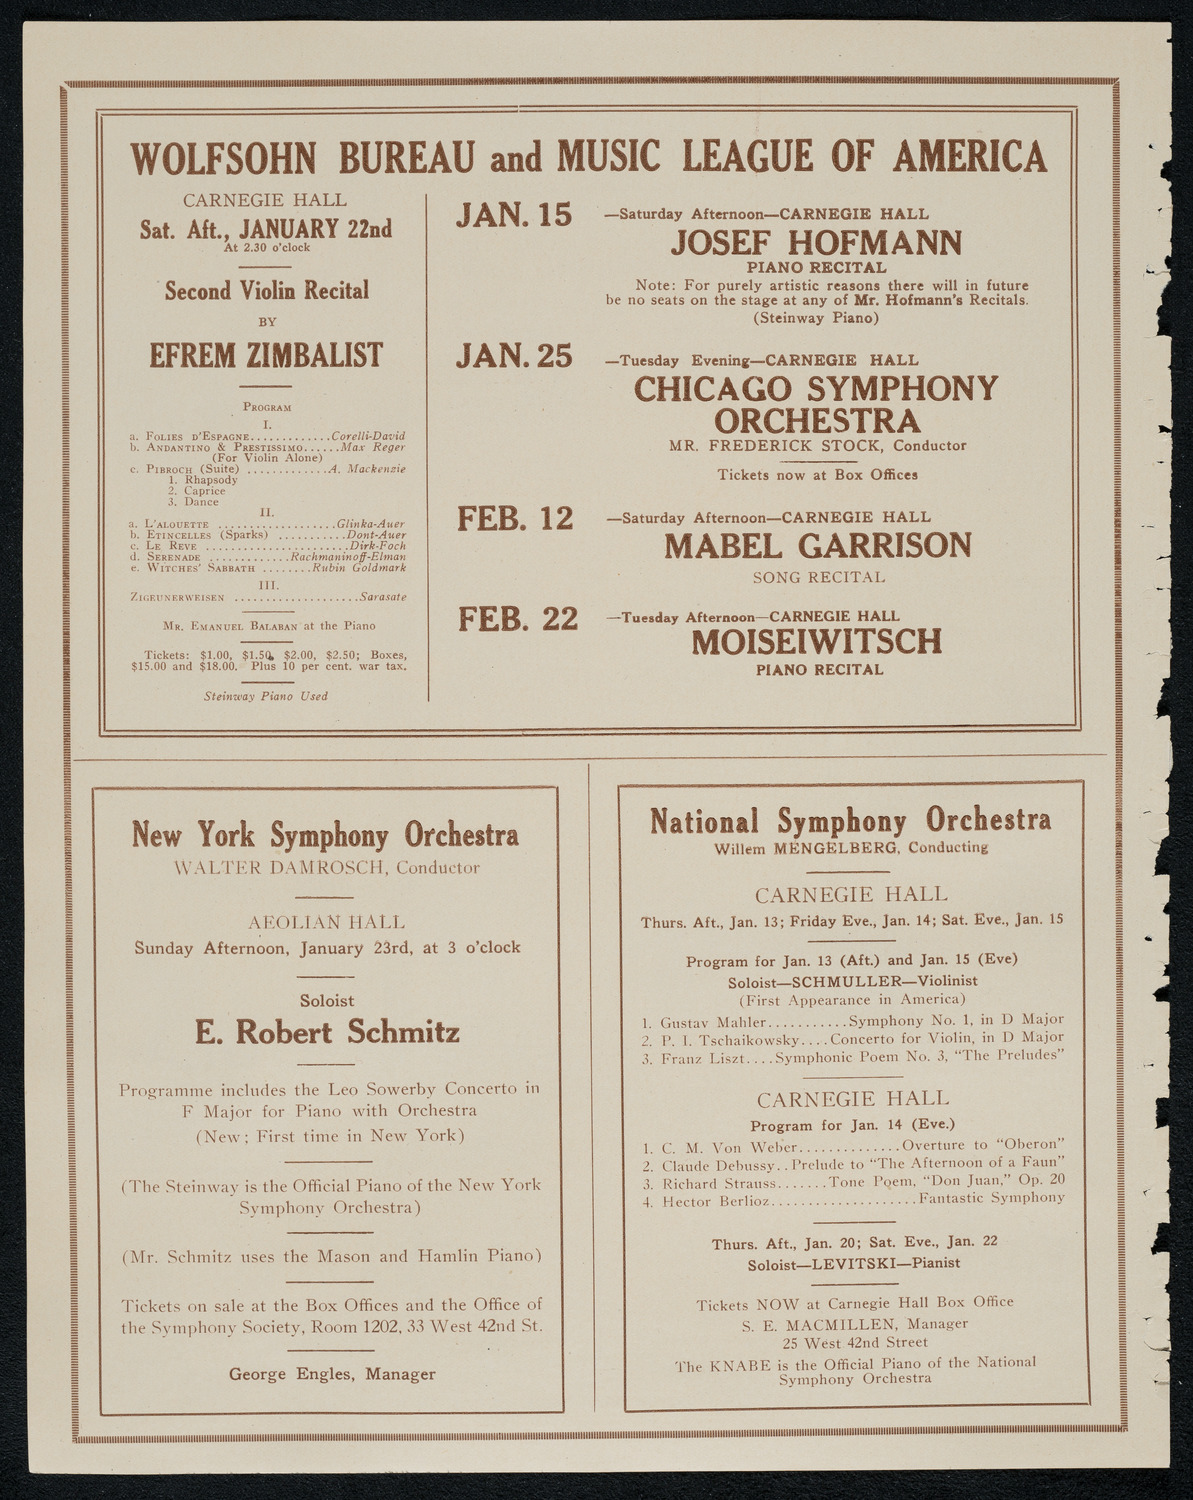 WOLFSOHN BUREAU and MUSIC LEAGUE OF AMERICA
CARNEGIE HALL
Sat. Aft., JANUARY 22nd
At 2.30 o'clock
Second Violin Recital
BY
EFREM ZIMBALIST
PROGRAM
I.
a. FOLIES D'ESPAGNE............Corelli-David
b. ANDANTINO & PRESTISSIMO......Max Reger
(For Violin Alone)
c. PIBROCH (Suite) ............A. Mackenzie
1. Rhapsody
2. Caprice
3. Dance
II.
a. L'ALOUETTE ..................Glinka-Auer
b. ETINCELLES (Sparks) ..........Dont-Auer
c. LE REVE ......................Dirk-Foch
d. SERENADE ...........Rachmaninoff-Elman
e. WITCHES' SABBATH ........Rubin Goldmark
III.
ZIGEUNERWEISEN ...................Sarasate
MR. EMANUEL BALABAN at the Piano
Tickets: $1.00, $1.50, $2.00, $2.50; Boxes,
$15.00 and $18.00. Plus 10 per cent. war tax.
Steinway Piano Used
JAN. 15 —Saturday Afternoon—CARNEGIE HALL
JOSEF HOFMANN
PIANO RECITAL
Note: For purely artistic reasons there will in future
be no seats on the stage at any of Mr. Hofmann's Recitals.
(Steinway Piano)
JAN. 25 —Tuesday Evening—CARNEGIE HALL
CHICAGO SYMPHONY
ORCHESTRA
MR. FREDERICK STOCK, Conductor
Tickets now at Box Offices
FEB. 12 —Saturday Afternoon—CARNEGIE HALL
MABEL GARRISON
SONG RECITAL
FEB. 22 —Tuesday Afternoon—CARNEGIE HALL
MOISEIWITSCH
PIANO RECITAL
New York Symphony Orchestra
WALTER DAMROSCH, Conductor
AEOLIAN HALL
Sunday Afternoon, January 23rd, at 3 o'clock
Soloist
E. Robert Schmitz
Programme includes the Leo Sowerby Concerto in
F Major for Piano with Orchestra
(New; First time in New York)
(The Steinway is the Official Piano of the New York
Symphony Orchestra)
(Mr. Schmitz uses the Mason and Hamlin Piano)
Tickets on sale at the Box Offices and the Office of
the Symphony Society, Room 1202, 33 West 42nd St.
George Engles, Manager
National Symphony Orchestra
Willem MENGELBERG, Conducting
CARNEGIE HALL
Thurs. Aft., Jan. 13; Friday Eve., Jan. 14; Sat. Eve., Jan. 15
Program for Jan. 13 (Aft.) and Jan. 15 (Eve)
Soloist—SCHMULLER—Violinist
(First Appearance in America)
1. Gustav Mahler...........Symphony No. 1, in D Major
2. P. I. Tschaikowsky....Concerto for Violin, in D Major
3. Franz Liszt....Symphonic Poem No. 3, "The Preludes"
CARNEGIE HALL
Program for Jan. 14 (Eve.)
1. C. M. Von Weber..............Overture to "Oberon"
2. Claude Debussy..Prelude to "The Afternoon of a Faun"
3. Richard Strauss.......Tone Poem, "Don Juan," Op. 20
4. Hector Berlioz....................Fantastic Symphony
Thurs. Aft., Jan. 20; Sat. Eve., Jan. 22
Soloist—LEVITSKI—Pianist
Tickets NOW at Carnegie Hall Box Office
S. E. MACMILLEN, Manager
25 West 42nd Street
The KNABE is the Official Piano of the National
Symphony Orchestra